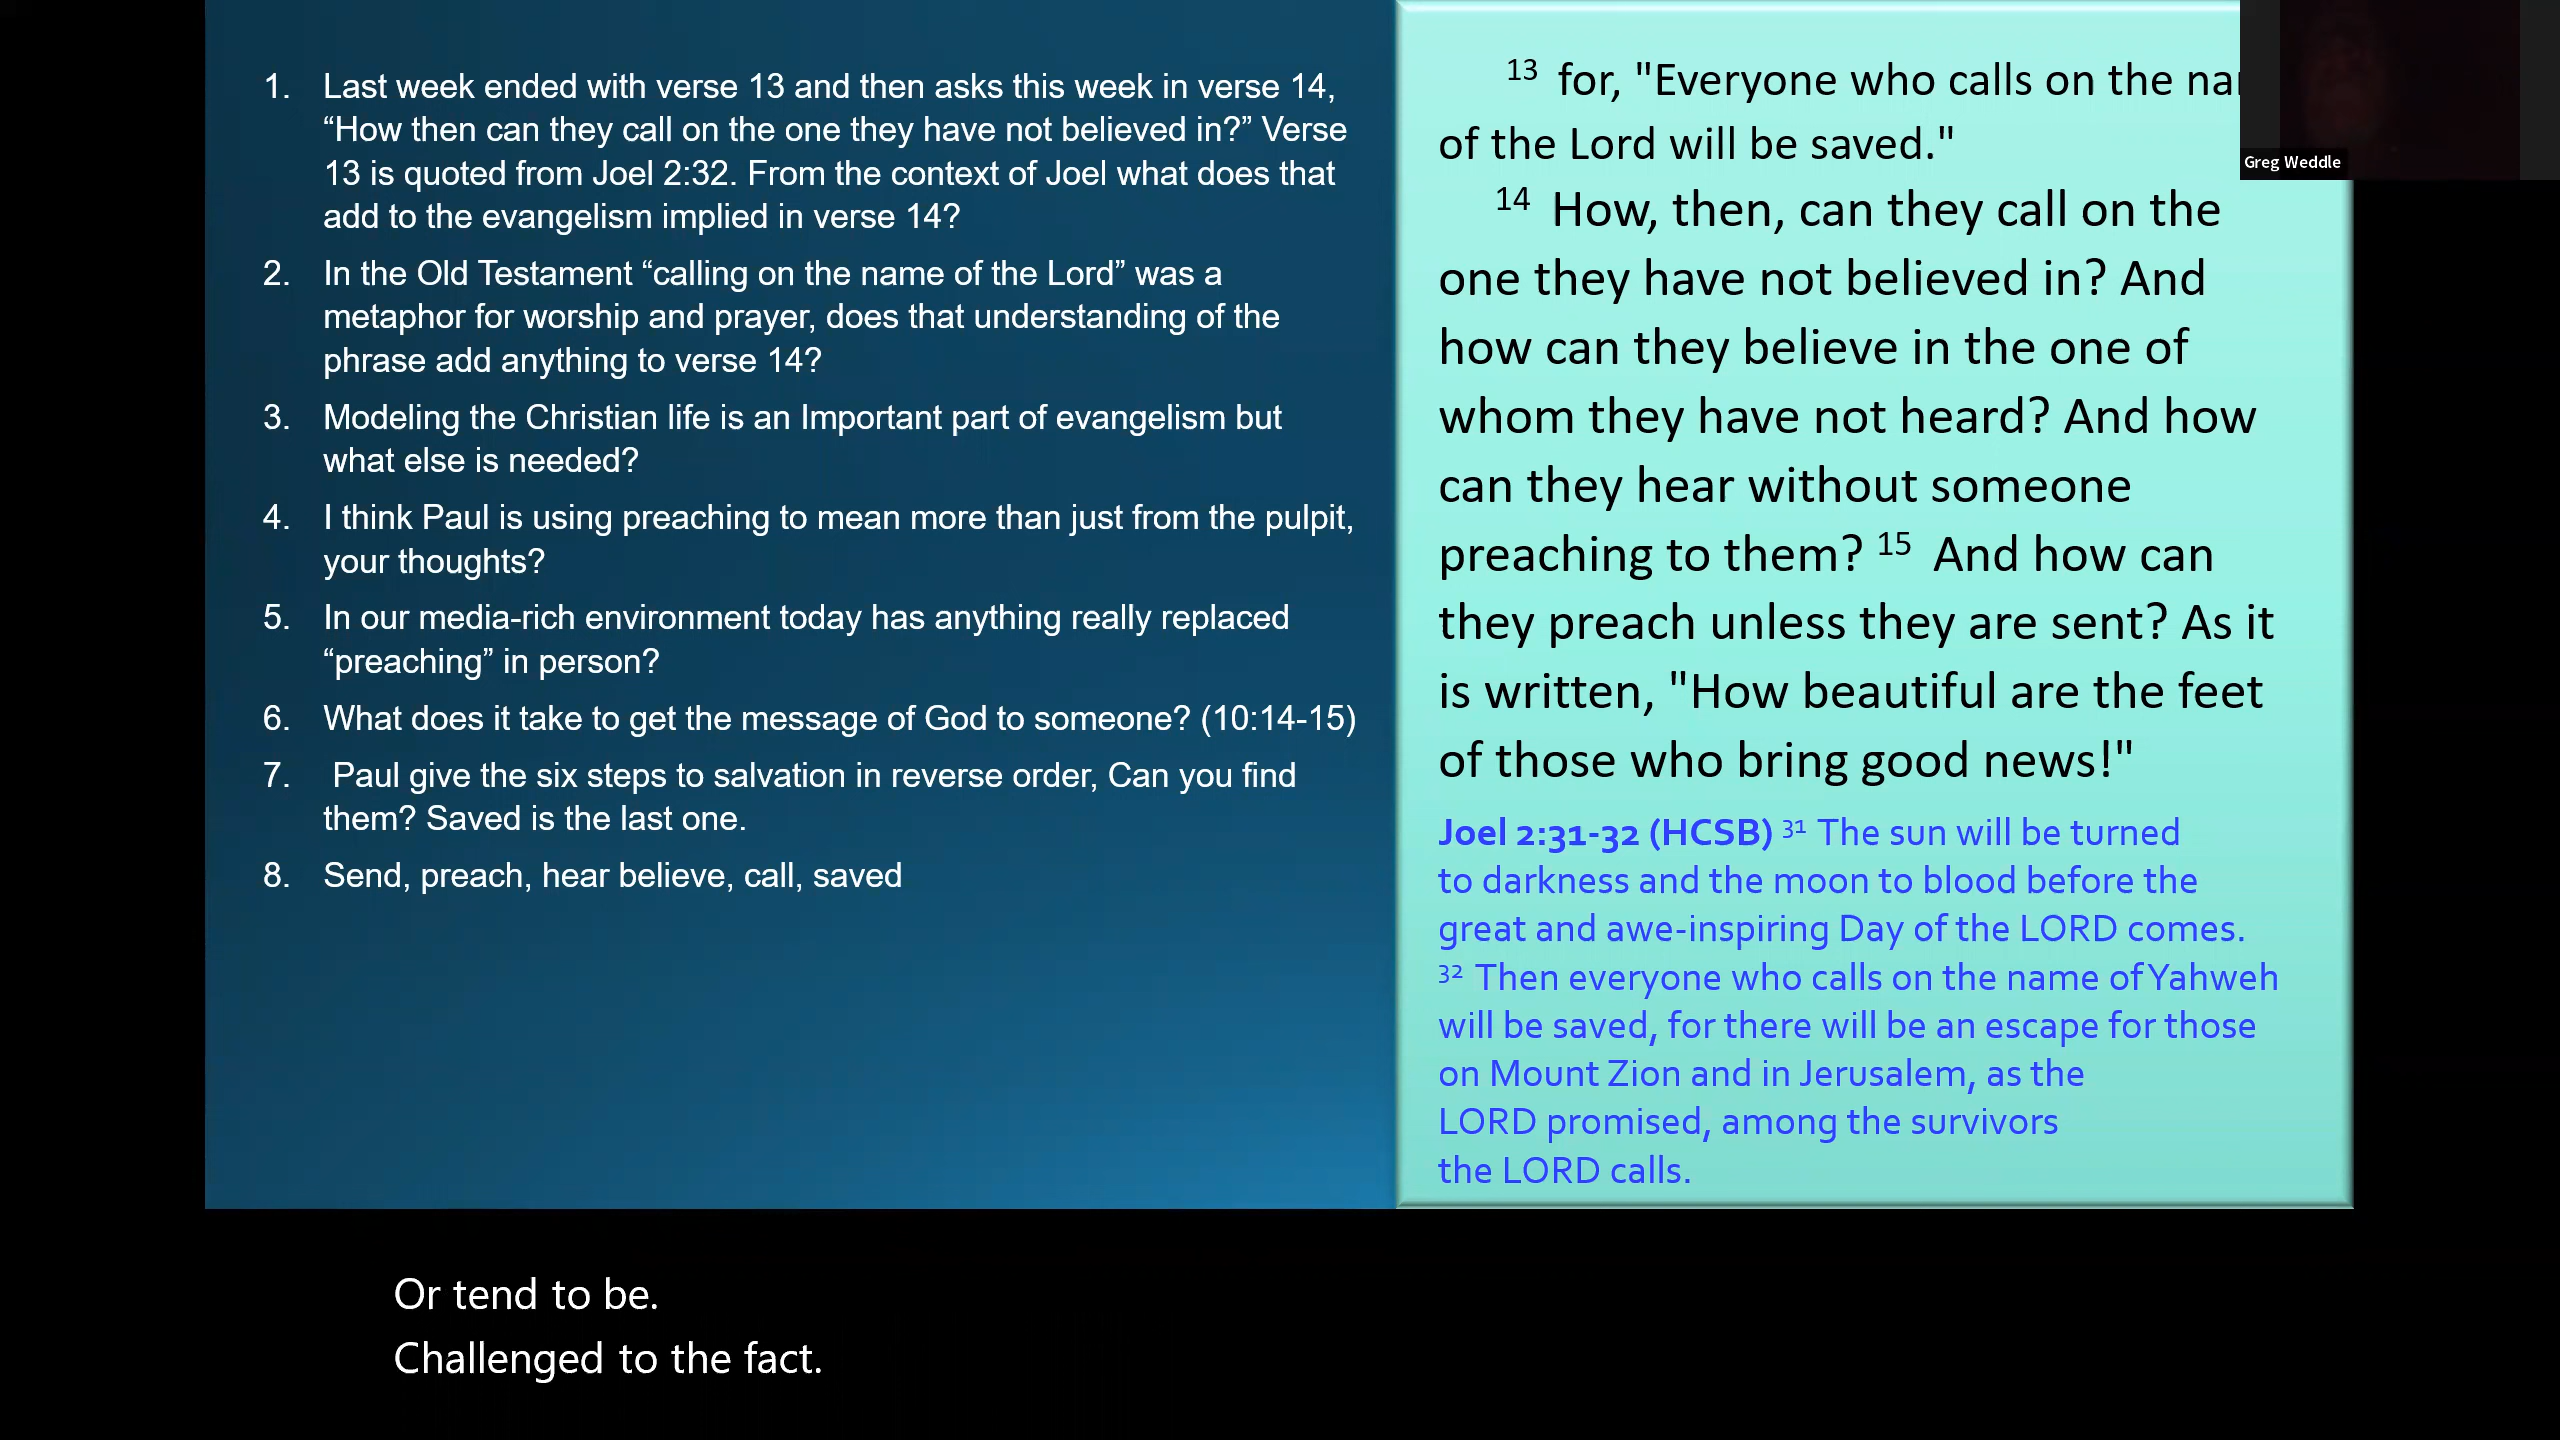 1. Last week ended with verse 13 and then asks this week in verse 14,
“How then can they call on the one they have not believed in?” Verse
13 is quoted from Joel 2:32. From the context of Joel what does that
add to the evangelism implied in verse 14?
2. In the Old Testament “calling on the name of the Lord” was a
metaphor for worship and prayer, does that understanding of the
phrase add anything to verse 14?
3. Modeling the Christian life is an Important part of evangelism but
what else is needed?
4. I think Paul is using preaching to mean more than just from the pulpit,
your thoughts?
5. In our media-rich environment today has anything really replaced
“preaching” in person?
6. What does it take to get the message of God to someone? (10:14-15)
7. Paul give the six steps to salvation in reverse order, Can you find
them? Saved is the last one.
8. Send, preach, hear believe, call, saved
13 for, "Everyone who calls on the
of the Lord will be saved."
14 How, then, can they call on the
one they have not believed in? And
how can they believe in the one of
whom they have not heard? And how
can they hear without someone
preaching to them? 15 And how can
they preach unless they are sent? As it
is written, "How beautiful are the feet
of those who bring good news!"
Joel 2:31-32 (HCSB) 31 The sun will be turned
to darkness and the moon to blood before the
great and awe-inspiring Day of the LORD comes.
32 Then everyone who calls on the name of Yahweh
will be saved, for there will be an escape for those
on Mount Zion and in Jerusalem, as the
LORD promised, among the survivors
the LORD calls.
Greg Weddle
Or tend to be.
Challenged to the fact.